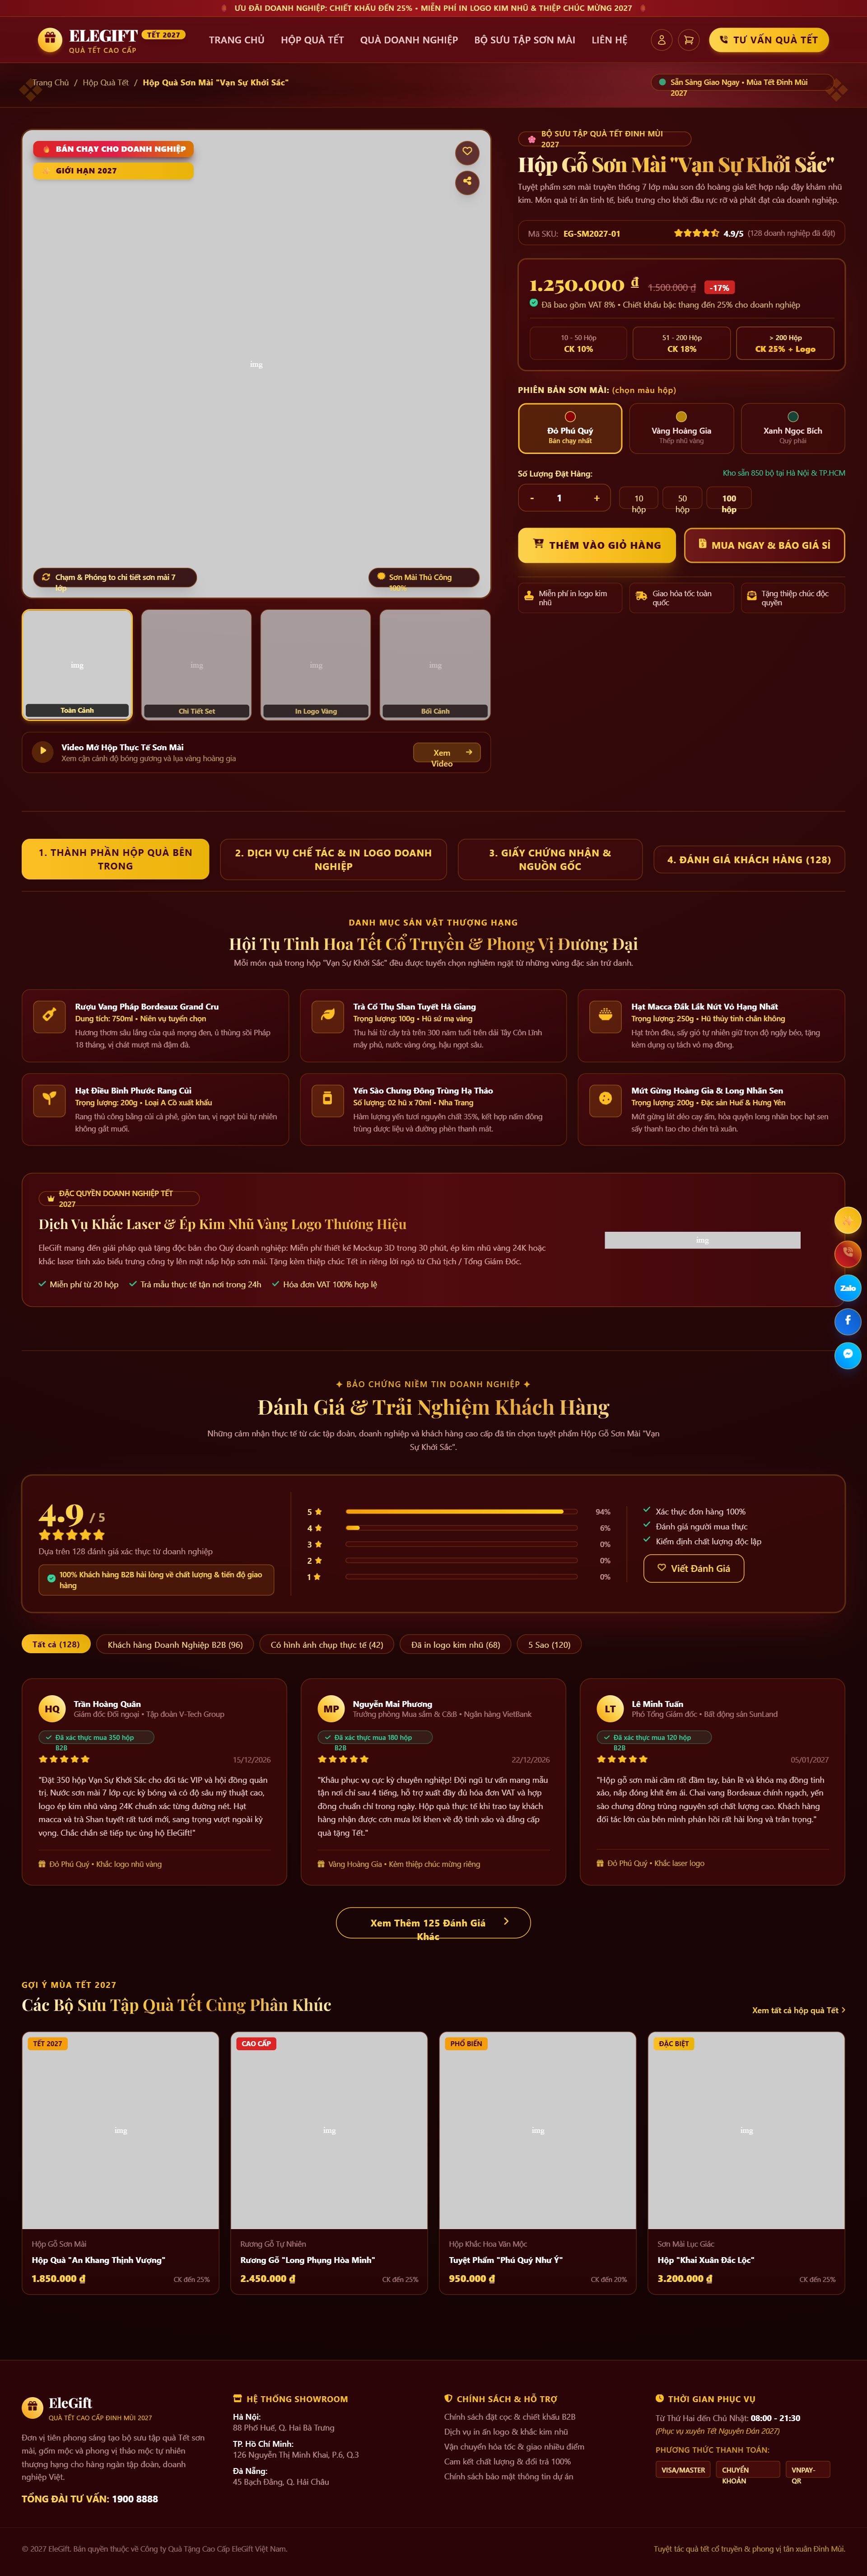 ƯU ĐÃI DOANH NGHIỆP: CHIẾT KHẤU ĐẾN 25% • MIỄN PHÍ IN LOGO KIM NHŨ & THIỆP CHÚC MỪNG 2027
ELEGIFT TẾT 2027
QUÀ TẾT CAO CẤP
TRANG CHỦ HỘP QUÀ TẾT QUÀ DOANH NGHIỆP BỘ SƯU TẬP SƠN MÀI LIÊN HỆ
TƯ VẤN QUÀ TẾT
Trang Chủ / Hộp Quà Tết / Hộp Quà Sơn Mài "Vạn Sự Khởi Sắc"
Sẵn Sàng Giao Ngay • Mùa Tết Đinh Mùi
2027
BÁN CHẠY CHO DOANH NGHIỆP
GIỚI HẠN 2027
img
Chạm & Phóng to chi tiết sơn mài 7
lớp
Sơn Mài Thủ Công
100%
img
Toàn Cảnh
img
Chi Tiết Set
img
In Logo Vàng
img
Bối Cảnh
Video Mở Hộp Thực Tế Sơn Mài
Xem cận cảnh độ bóng gương và lụa vàng hoàng gia
Xem
Video
BỘ SƯU TẬP QUÀ TẾT ĐINH MÙI
2027
Hộp Gỗ Sơn Mài "Vạn Sự Khởi Sắc"
Tuyệt phẩm sơn mài truyền thống 7 lớp màu son đỏ hoàng gia kết hợp nắp đậy khảm nhũ
kim. Món quà tri ân tinh tế, biểu trưng cho khởi đầu rực rỡ và phát đạt của doanh nghiệp.
Mã SKU: EG-SM2027-01
4.9/5 (128 doanh nghiệp đã đặt)
1.250.000 ₫ 1.500.000 ₫ -17%
Đã bao gồm VAT 8% • Chiết khấu bậc thang đến 25% cho doanh nghiệp
10 - 50 Hộp
CK 10%
51 - 200 Hộp
CK 18%
> 200 Hộp
CK 25% + Logo
PHIÊN BẢN SƠN MÀI: (chọn màu hộp)
Đỏ Phú Quý
Bán chạy nhất
Vàng Hoàng Gia
Thếp nhũ vàng
Xanh Ngọc Bích
Quý phái
Số Lượng Đặt Hàng:
Kho sẵn 850 bộ tại Hà Nội & TP.HCM
- 1 +
10
hộp
50
hộp
100
hộp
THÊM VÀO GIỎ HÀNG
MUA NGAY & BÁO GIÁ SỈ
Miễn phí in logo kim
nhũ
Giao hỏa tốc toàn
quốc
Tặng thiệp chúc độc
quyền
1. THÀNH PHẦN HỘP QUÀ BÊN
TRONG
2. DỊCH VỤ CHẾ TÁC & IN LOGO DOANH
NGHIỆP
3. GIẤY CHỨNG NHẬN &
NGUỒN GỐC
4. ĐÁNH GIÁ KHÁCH HÀNG (128)
DANH MỤC SẢN VẬT THƯỢNG HẠNG
Hội Tụ Tinh Hoa Tết Cổ Truyền & Phong Vị Đương Đại
Mỗi món quà trong hộp "Vạn Sự Khởi Sắc" đều được tuyển chọn nghiêm ngặt từ những vùng đặc sản trứ danh.
Rượu Vang Pháp Bordeaux Grand Cru
Dung tích: 750ml • Niên vụ tuyển chọn
Hương thơm sâu lắng của quả mọng đen, ủ thùng sồi Pháp
18 tháng, vị chát mượt mà đậm đà.
Trà Cổ Thụ Shan Tuyết Hà Giang
Trọng lượng: 100g • Hũ sứ mạ vàng
Thu hái từ cây trà trên 300 năm tuổi trên dải Tây Côn Lĩnh
mây phủ, nước vàng óng, hậu ngọt sâu.
Hạt Macca Đắk Lắk Nứt Vỏ Hạng Nhất
Trọng lượng: 250g • Hũ thủy tinh chân không
Hạt tròn đều, sấy giò tự nhiên giữ trọn độ ngậy béo, tặng
kèm dụng cụ tách vỏ mạ đồng.
Hạt Điều Bình Phước Rang Củi
Trọng lượng: 200g • Loại A Cồ xuất khẩu
Rang thủ công bằng củi cà phê, giòn tan, vị ngọt bùi tự nhiên
không gắt muối.
Yến Sào Chưng Đông Trùng Hạ Thảo
Số lượng: 02 hũ x 70ml • Nha Trang
Hàm lượng yến tươi nguyên chất 35%, kết hợp nấm đông
trùng dược liệu và đường phèn thanh mát.
Mứt Gừng Hoàng Gia & Long Nhãn Sen
Trọng lượng: 200g • Đặc sản Huế & Hưng Yên
Mứt gừng lát dẻo cay ấm, hòa quyện long nhãn bọc hạt sen
sấy thanh tao cho chén trà xuân.
ĐẶC QUYỀN DOANH NGHIỆP TẾT
2027
Dịch Vụ Khắc Laser & Ép Kim Nhũ Vàng Logo Thương Hiệu
EleGift mang đến giải pháp quà tặng độc bản cho Quý doanh nghiệp: Miễn phí thiết kế Mockup 3D trong 30 phút, ép kim nhũ vàng 24K hoặc
khắc laser tinh xảo biểu trưng công ty lên mặt nắp hộp sơn mài. Tặng kèm thiệp chúc Tết in riêng lời ngỏ từ Chủ tịch / Tổng Giám Đốc.
Miễn phí từ 20 hộp Trả mẫu thực tế tận nơi trong 24h Hóa đơn VAT 100% hợp lệ
img
Zalo
✦ BẢO CHỨNG NIỀM TIN DOANH NGHIỆP ✦
Đánh Giá & Trải Nghiệm Khách Hàng
Những cảm nhận thực tế từ các tập đoàn, doanh nghiệp và khách hàng cao cấp đã tin chọn tuyệt phẩm Hộp Gỗ Sơn Mài "Vạn
Sự Khởi Sắc".
4.9 / 5
Dựa trên 128 đánh giá xác thực từ doanh nghiệp
100% Khách hàng B2B hài lòng về chất lượng & tiến độ giao
hàng
5 94%
4 6%
3 0%
2 0%
1 0%
Xác thực đơn hàng 100%
Đánh giá người mua thực
Kiểm định chất lượng độc lập
Viết Đánh Giá
Tất cả (128)
Khách hàng Doanh Nghiệp B2B (96)
Có hình ảnh chụp thực tế (42)
Đã in logo kim nhũ (68)
5 Sao (120)
HQ
Trần Hoàng Quân
Giám đốc Đối ngoại • Tập đoàn V-Tech Group
Đã xác thực mua 350 hộp
B2B
15/12/2026
"Đặt 350 hộp Vạn Sự Khởi Sắc cho đối tác VIP và hội đồng quản
trị. Nước sơn mài 7 lớp cực kỳ bóng và có độ sâu mỹ thuật cao,
logo ép kim nhũ vàng 24K chuẩn xác từng đường nét. Hạt
macca và trà Shan Tuyết rất tươi mới, sang trọng vượt ngoài kỳ
vọng. Chắc chắn sẽ tiếp tục ủng hộ EleGift!"
Đỏ Phú Quý • Khắc logo nhũ vàng
MP
Nguyễn Mai Phương
Trưởng phòng Mua sắm & C&B • Ngân hàng VietBank
Đã xác thực mua 180 hộp
B2B
22/12/2026
"Khâu phục vụ cực kỳ chuyên nghiệp! Đội ngũ tư vấn mang mẫu
tận nơi chỉ sau 4 tiếng, hỗ trợ xuất đầy đủ hóa đơn VAT và hợp
đồng chuẩn chỉ trong ngày. Hộp quà thực tế khi trao tay khách
hàng nhận được cơn mưa lời khen về độ tinh xảo và đẳng cấp
quà tặng Tết."
Vàng Hoàng Gia • Kèm thiệp chúc mừng riêng
LT
Lê Minh Tuấn
Phó Tổng Giám đốc • Bất động sản SunLand
Đã xác thực mua 120 hộp
B2B
05/01/2027
"Hộp gỗ sơn mài cầm rất đầm tay, bản lề và khóa mạ đồng tinh
xảo, nắp đóng khít êm ái. Chai vang Bordeaux chính ngạch, yến
sào chưng đông trùng nguyên sợi chất lượng cao. Khách hàng
đối tác lớn của bên mình phản hồi rất hài lòng và trân trọng."
Đỏ Phú Quý • Khắc laser logo
Xem Thêm 125 Đánh Giá
Khác
GỢI Ý MÙA TẾT 2027
Các Bộ Sưu Tập Quà Tết Cùng Phân Khúc
Xem tất cả hộp quà Tết
TẾT 2027
img
Hộp Gỗ Sơn Mài
Hộp Quà "An Khang Thịnh Vượng"
1.850.000 ₫ CK đến 25%
CAO CẤP
img
Rương Gỗ Tự Nhiên
Rương Gỗ "Long Phụng Hòa Minh"
2.450.000 ₫ CK đến 25%
PHỔ BIẾN
img
Hộp Khắc Hoa Văn Mộc
Tuyệt Phẩm "Phú Quý Như Ý"
950.000 ₫ CK đến 20%
ĐẶC BIỆT
img
Sơn Mài Lục Giác
Hộp "Khai Xuân Đắc Lộc"
3.200.000 ₫ CK đến 25%
EleGift
QUÀ TẾT CAO CẤP ĐINH MÙI 2027
Đơn vị tiên phong sáng tạo bộ sưu tập quà Tết sơn
mài, gốm mộc và phong vị thảo mộc tự nhiên
thượng hạng cho hàng ngàn tập đoàn, doanh
nghiệp Việt.
TỔNG ĐÀI TƯ VẤN: 1900 8888
HỆ THỐNG SHOWROOM
Hà Nội:
88 Phố Huế, Q. Hai Bà Trưng
TP. Hồ Chí Minh:
126 Nguyễn Thị Minh Khai, P.6, Q.3
Đà Nẵng:
45 Bạch Đằng, Q. Hải Châu
CHÍNH SÁCH & HỖ TRỢ
Chính sách đặt cọc & chiết khấu B2B
Dịch vụ in ấn logo & khắc kim nhũ
Vận chuyển hỏa tốc & giao nhiều điểm
Cam kết chất lượng & đổi trả 100%
Chính sách bảo mật thông tin dự án
THỜI GIAN PHỤC VỤ
Từ Thứ Hai đến Chủ Nhật: 08:00 - 21:30
(Phục vụ xuyên Tết Nguyên Đán 2027)
PHƯƠNG THỨC THANH TOÁN:
VISA/MASTER
CHUYỂN
KHOẢN
VNPAY-
QR
© 2027 EleGift. Bản quyền thuộc về Công ty Quà Tặng Cao Cấp EleGift Việt Nam.
Tuyệt tác quà tết cổ truyền & phong vị tân xuân Đinh Mùi.